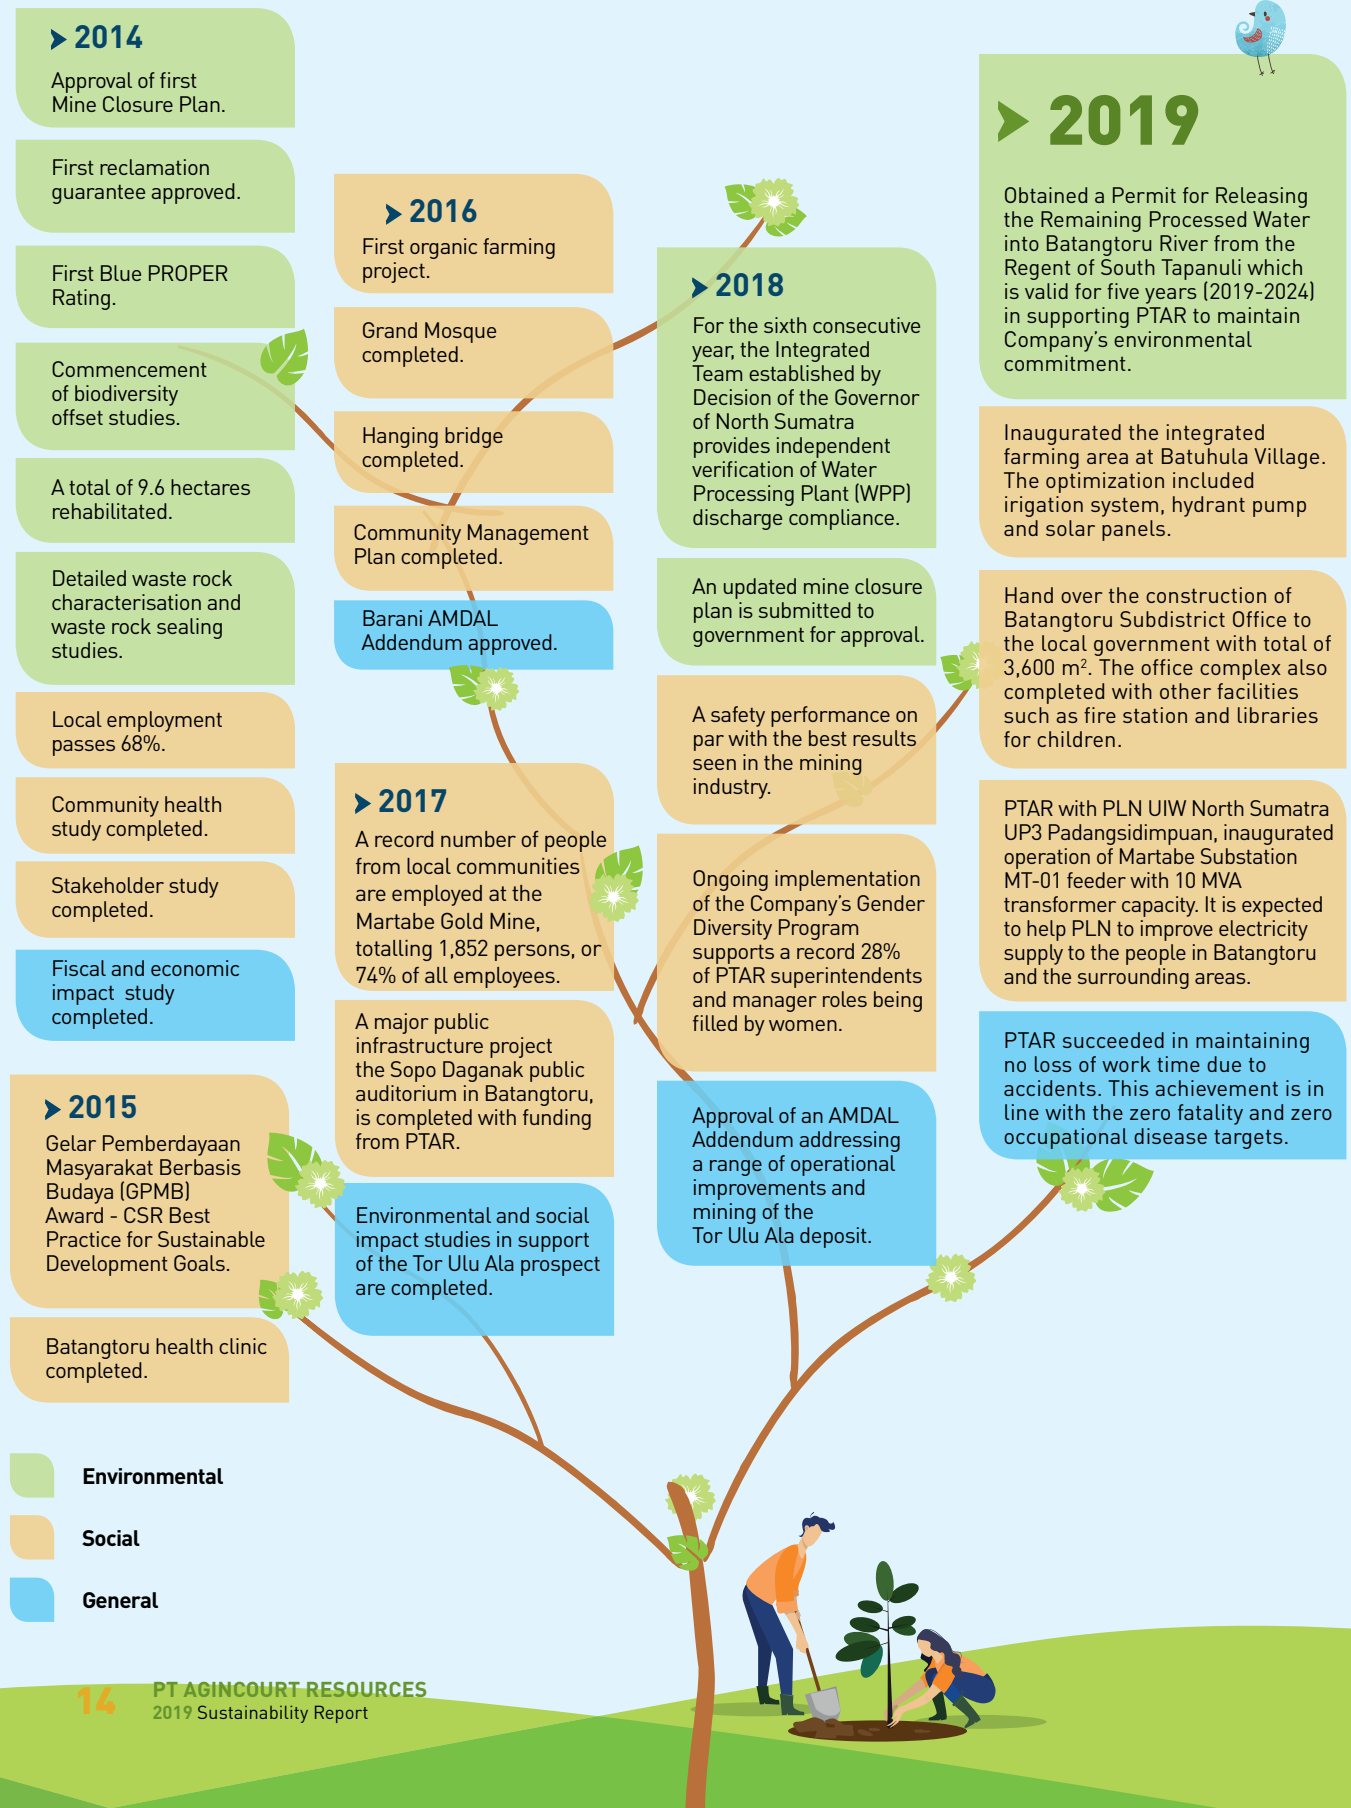 2014
Approval of first
Mine Closure Plan.
First reclamation
guarantee approved.
First Blue PROPER
Rating.
Commencement
of biodiversity
offset studies.
A total of 9.6 hectares
rehabilitated.
Detailed waste rock
characterisation and
waste rock sealing
studies.
Local employment
passes 68%.
Community health
study completed.
Stakeholder study
completed.
Fiscal and economic
impact study
completed.
2015
Gelar Pemberdayaan
Masyarakat Berbasis
Budaya (GPMB)
Award - CSR Best
Practice for Sustainable
Development Goals.
Batangtoru health clinic
completed.
2016
First organic farming
project.
Grand Mosque
completed.
Hanging bridge
completed.
Community Management
Plan completed.
Barani AMDAL
Addendum approved.
2017
A record number of people
from local communities
are employed at the
Martabe Gold Mine,
totalling 1,852 persons, or
74% of all employees.
A major public
infrastructure project
the Sopo Daganak public
auditorium in Batangtoru,
is completed with funding
from PTAR.
Environmental and social
impact studies in support
of the Tor Ulu Ala prospect
are completed.
2018
For the sixth consecutive
year, the Integrated
Team established by
Decision of the Governor
of North Sumatra
provides independent
verification of Water
Processing Plant (WPP)
discharge compliance.
An updated mine closure
plan is submitted to
government for approval.
A safety performance on
par with the best results
seen in the mining
industry.
Ongoing implementation
of the Company's Gender
Diversity Program
supports a record 28%
of PTAR superintendents
and manager roles being
filled by women.
Approval of an AMDAL
Addendum addressing
a range of operational
improvements and
mining of the
Tor Ulu Ala deposit.
2019
Obtained a Permit for Releasing
the Remaining Processed Water
into Batangtoru River from the
Regent of South Tapanuli which
is valid for five years (2019-2024)
in supporting PTAR to maintain
Company's environmental
commitment.
Inaugurated the integrated
farming area at Batuhula Village.
The optimization included
irigation system, hydrant pump
and solar panels.
Hand over the construction of
Batangtoru Subdistrict Office to
the local government with total of
3,600 m². The office complex also
completed with other facilities
such as fire station and libraries
for children.
PTAR with PLN UIW North Sumatra
UP3 Padangsidimpuan, inaugurated
operation of Martabe Substation
MT-01 feeder with 10 MVA
transformer capacity. It is expected
to help PLN to improve electricity
supply to the people in Batangtoru
and the surrounding areas.
PTAR succeeded in maintaining
no loss of work time due to
accidents. This achievement is in
line with the zero fatality and zero
occupational disease targets.
Environmental
Social
General
14
PT AGINCOURT RESOURCES
2019 Sustainability Report